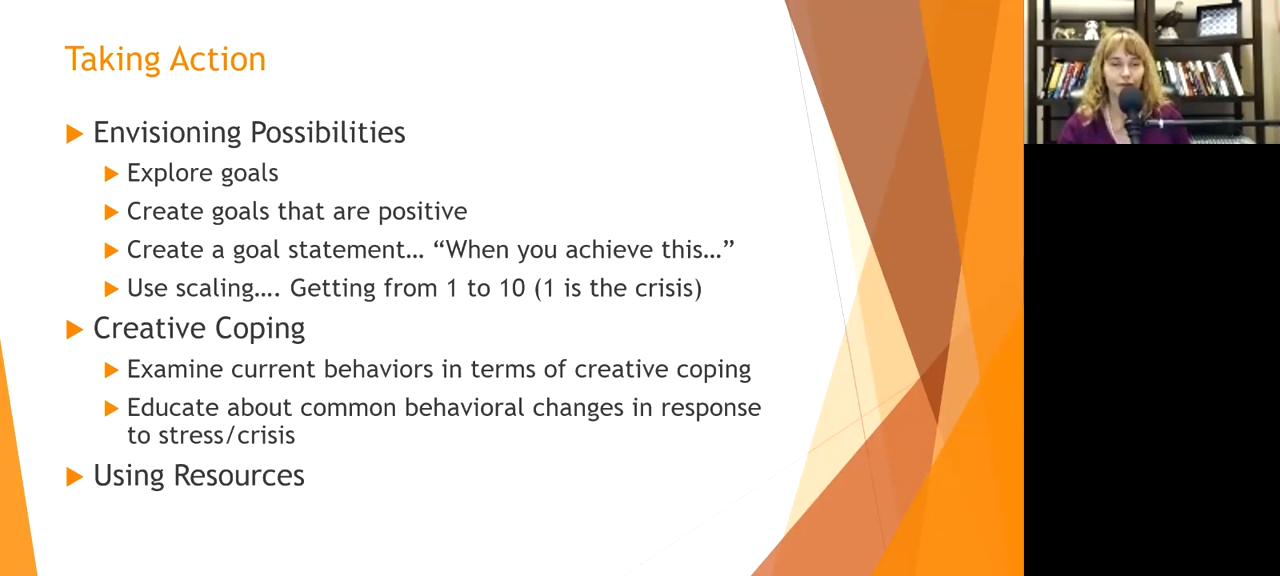 Taking Action
Envisioning Possibilities
Explore goals
Create goals that are positive
Create a goal statement… “When you achieve this…”
Use scaling…. Getting from 1 to 10 (1 is the crisis)
Creative Coping
Examine current behaviors in terms of creative coping
Educate about common behavioral changes in response
to stress/crisis
Using Resources